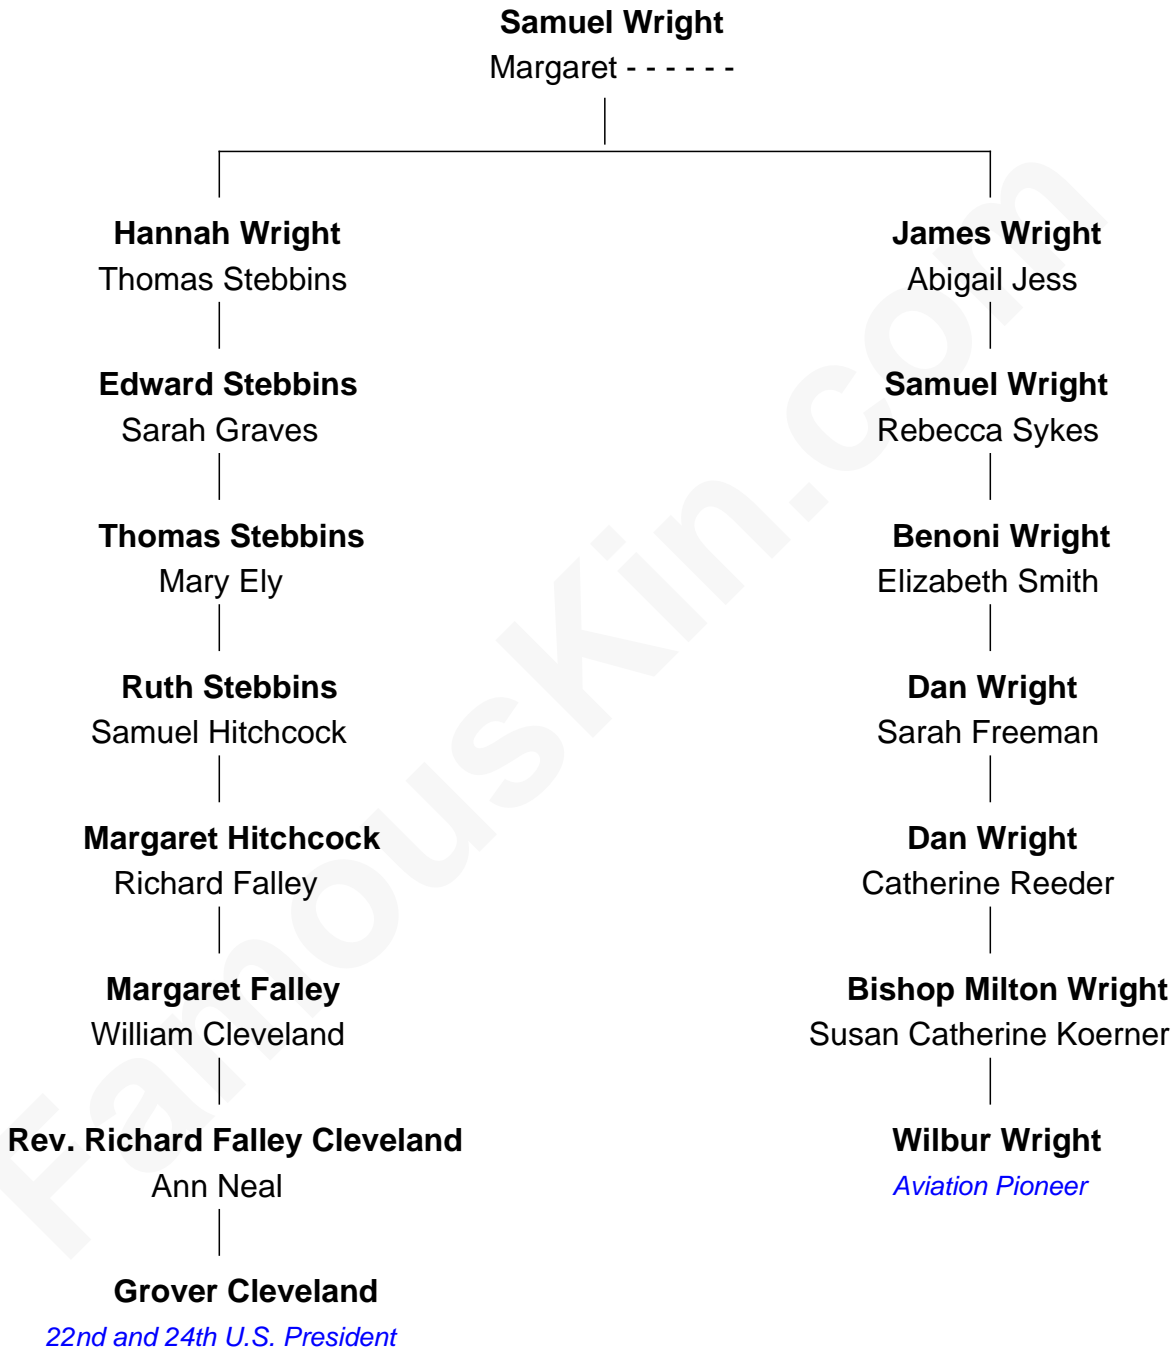 Samuel Wright
Margaret - - - - - -
Hannah Wright
Thomas Stebbins
James Wright
Abigail Jess
Edward Stebbins
Sarah Graves
Samuel Wright
Rebecca Sykes
Thomas Stebbins
Mary Ely
Benoni Wright
Elizabeth Smith
Ruth Stebbins
Samuel Hitchcock
Dan Wright
Sarah Freeman
Margaret Hitchcock
Richard Falley
Dan Wright
Catherine Reeder
Margaret Falley
William Cleveland
Bishop Milton Wright
Susan Catherine Koerner
Rev. Richard Falley Cleveland
Ann Neal
Wilbur Wright
Aviation Pioneer
Grover Cleveland
22nd and 24th U.S. President
FamousKin.com